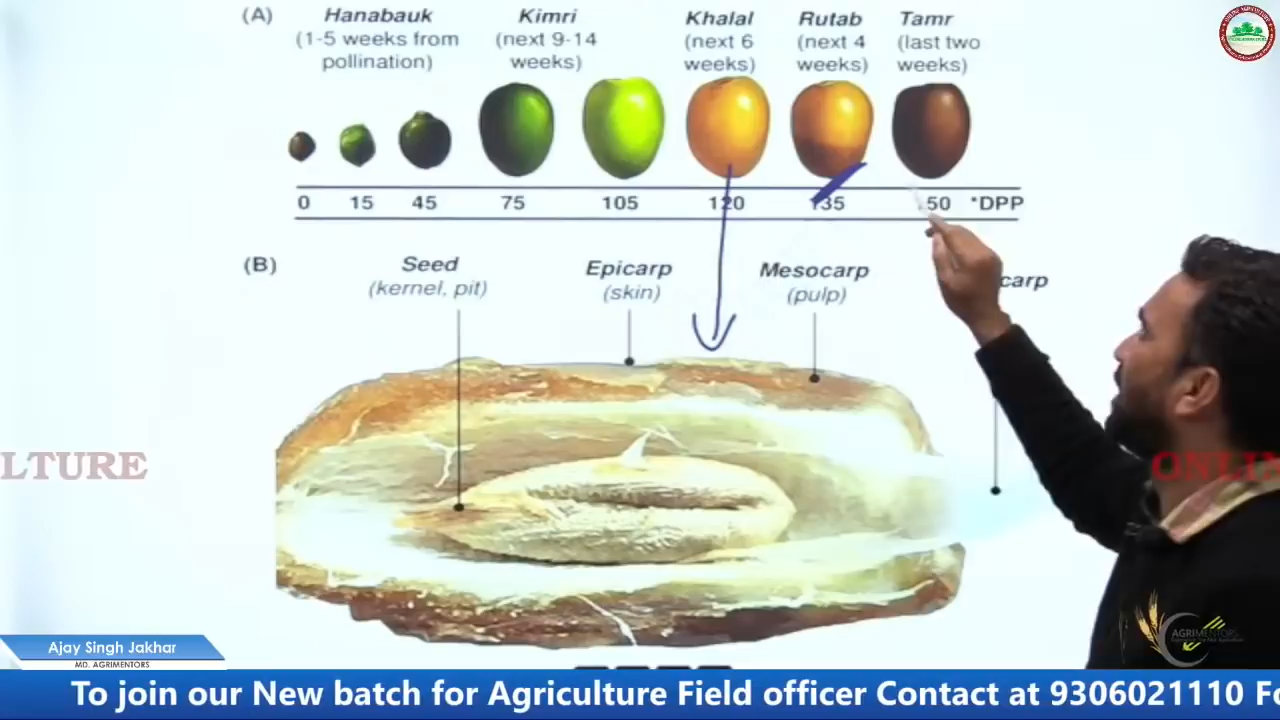 (A)
Hanabauk
(1-5 weeks from
pollination)
Kimri
(next 9-14
weeks)
Khalal
(next 6
weeks)
Rutab
(next 4
weeks)
Tamr
(last two
weeks)
0 15 45 75 105 120 135 50 *DPP
(B)
Seed
(kernel, pit)
Epicarp
(skin)
Mesocarp
(pulp)
carp
LTURE
ONLIN
AGRIMENTORS
Ajay Singh Jakhar
MD. AGRIMENTORS
To join our New batch for Agriculture Field officer Contact at 9306021110 Fo